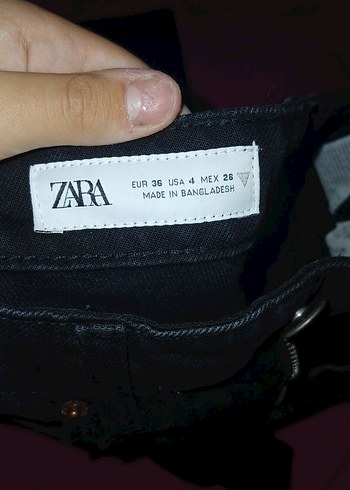 ZARA
EUR 36 USA 4 MEX 26
MADE IN BANGLADESH